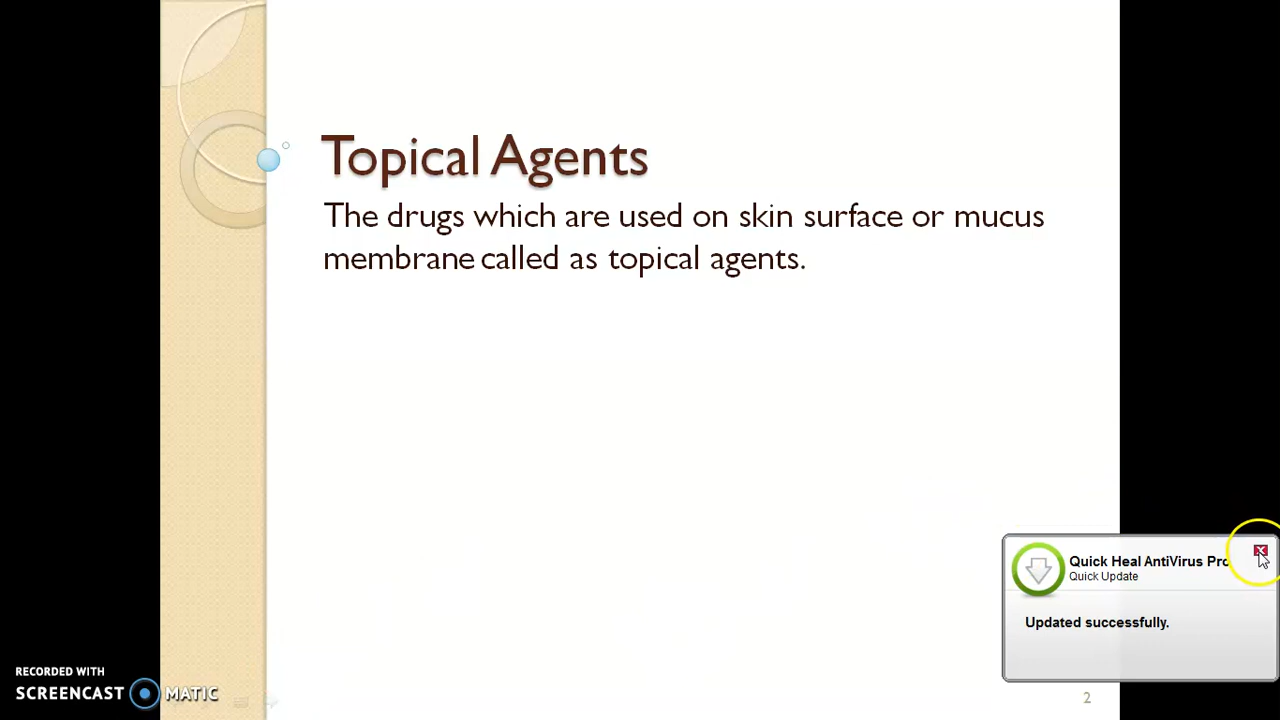 Topical Agents
The drugs which are used on skin surface or mucus
membrane called as topical agents.
Quick Heal AntiVirus Pro
Quick Update
Updated successfully.
RECORDED WITH
SCREENCAST MATIC
2